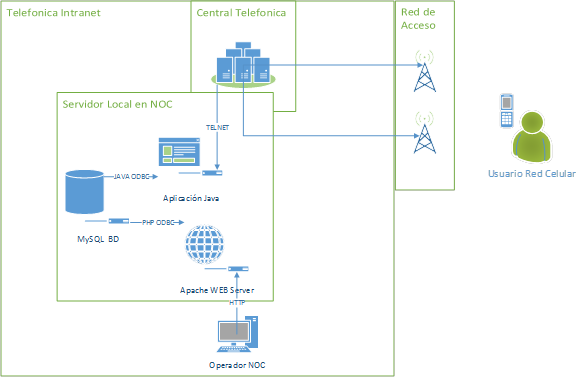 Telefonica Intranet
Central Telefonica
Red de
Acceso
Servidor Local en NOC
TELNET
JAVA ODBC
Aplicación Java
PHP ODBC
MySQL BD
Apache WEB Server
HTTP
Operador NOC
Usuario Red Celular